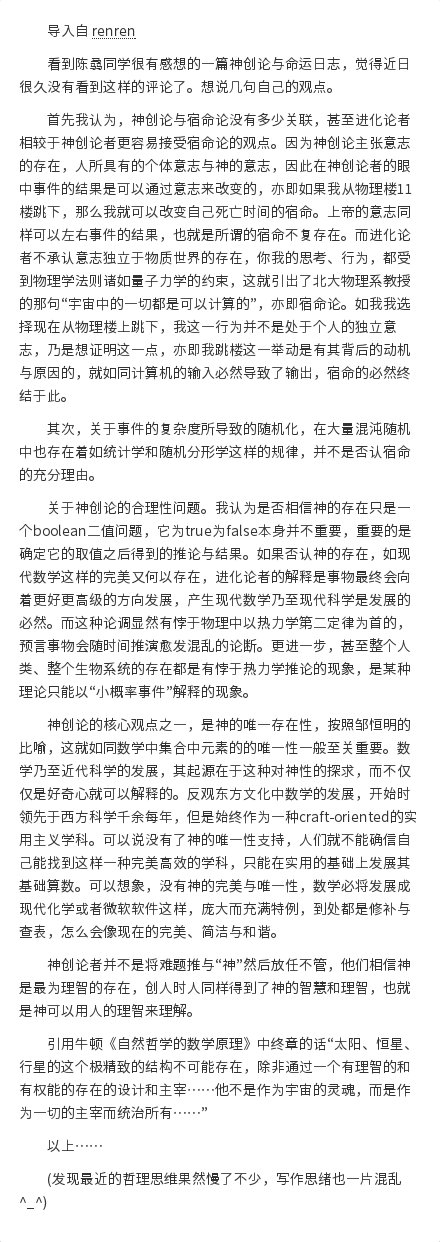 导入自 renren
看到陈骉同学很有感想的一篇神创论与命运日志，觉得近日
很久没有看到这样的评论了。想说几句自己的观点。
首先我认为，神创论与宿命论没有多少关联，甚至进化论者
相较于神创论者更容易接受宿命论的观点。因为神创论主张意志
的存在，人所具有的个体意志与神的意志，因此在神创论者的眼
中事件的结果是可以通过意志来改变的，亦即如果我从物理楼11
楼跳下，那么我就可以改变自己死亡时间的宿命。上帝的意志同
样可以左右事件的结果，也就是所谓的宿命不复存在。而进化论
者不承认意志独立于物质世界的存在，你我的思考、行为，都受
到物理学法则诸如量子力学的约束，这就引出了北大物理系教授
的那句“宇宙中的一切都是可以计算的”，亦即宿命论。如我我选
择现在从物理楼上跳下，我这一行为并不是处于个人的独立意
志，乃是想证明这一点，亦即我跳楼这一举动是有其背后的动机
与原因的，就如同计算机的输入必然导致了输出，宿命的必然终
结于此。
其次，关于事件的复杂度所导致的随机化，在大量混沌随机
中也存在着如统计学和随机分形学这样的规律，并不是否认宿命
的充分理由。
关于神创论的合理性问题。我认为是否相信神的存在只是一
个boolean二值问题，它为true为false本身并不重要，重要的是
确定它的取值之后得到的推论与结果。如果否认神的存在，如现
代数学这样的完美又何以存在，进化论者的解释是事物最终会向
着更好更高级的方向发展，产生现代数学乃至现代科学是发展的
必然。而这种论调显然有悖于物理中以热力学第二定律为首的，
预言事物会随时间推演愈发混乱的论断。更进一步，甚至整个人
类、整个生物系统的存在都是有悖于热力学推论的现象，是某种
理论只能以“小概率事件”解释的现象。
神创论的核心观点之一，是神的唯一存在性，按照邹恒明的
比喻，这就如同数学中集合中元素的的唯一性一般至关重要。数
学乃至近代科学的发展，其起源在于这种对神性的探求，而不仅
仅是好奇心就可以解释的。反观东方文化中数学的发展，开始时
领先于西方科学千余每年，但是始终作为一种craft-oriented的实
用主义学科。可以说没有了神的唯一性支持，人们就不能确信自
己能找到这样一种完美高效的学科，只能在实用的基础上发展其
基础算数。可以想象，没有神的完美与唯一性，数学必将发展成
现代化学或者微软软件这样，庞大而充满特例，到处都是修补与
查表，怎么会像现在的完美、简洁与和谐。
神创论者并不是将难题推与“神”然后放任不管，他们相信神
是最为理智的存在，创人时人同样得到了神的智慧和理智，也就
是神可以用人的理智来理解。
引用牛顿《自然哲学的数学原理》中终章的话“太阳、恒星、
行星的这个极精致的结构不可能存在，除非通过一个有理智的和
有权能的存在的设计和主宰……他不是作为宇宙的灵魂，而是作
为一切的主宰而统治所有……”
以上……
(发现最近的哲理思维果然慢了不少，写作思绪也一片混乱
^_^)